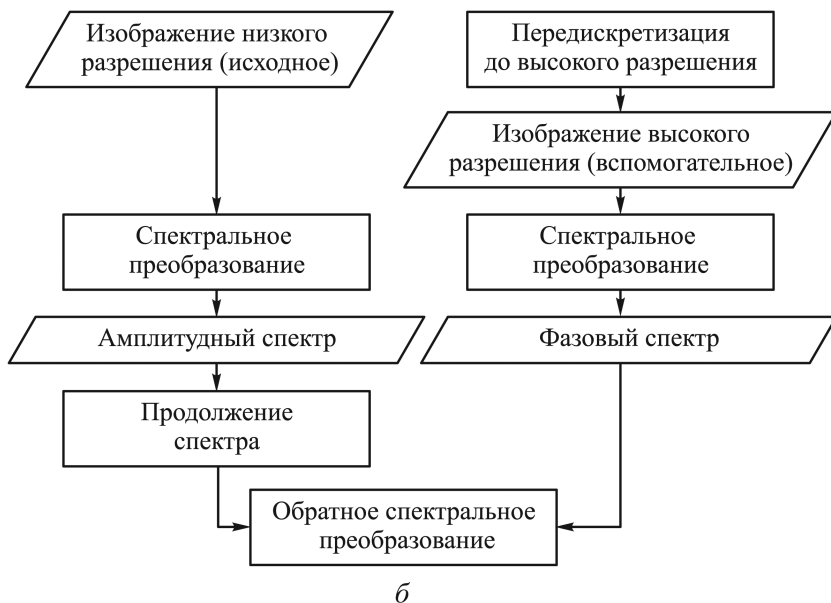 Изображение низкого
разрешения (исходное)
Передискретизация
до высокого разрешения
Изображение высокого
разрешения (вспомогательное)
Спектральное
преобразование
Спектральное
преобразование
Амплитудный спектр
Фазовый спектр
Продолжение
спектра
Обратное спектральное
преобразование
б